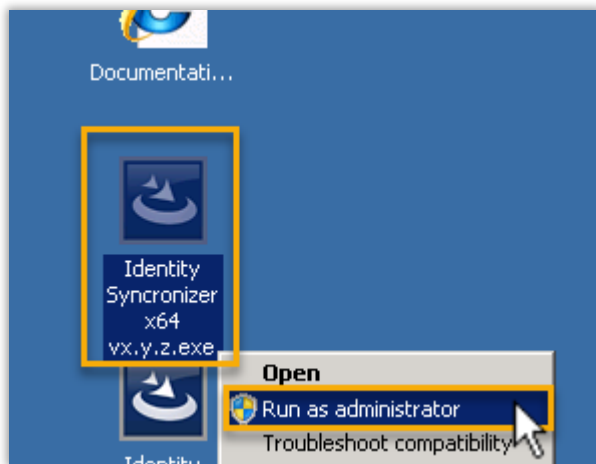 Documentati...
Identity
Syncronizer
x64
vx.y.z.exe
Open
Run as administrator
Troubleshoot compatibility
Identity